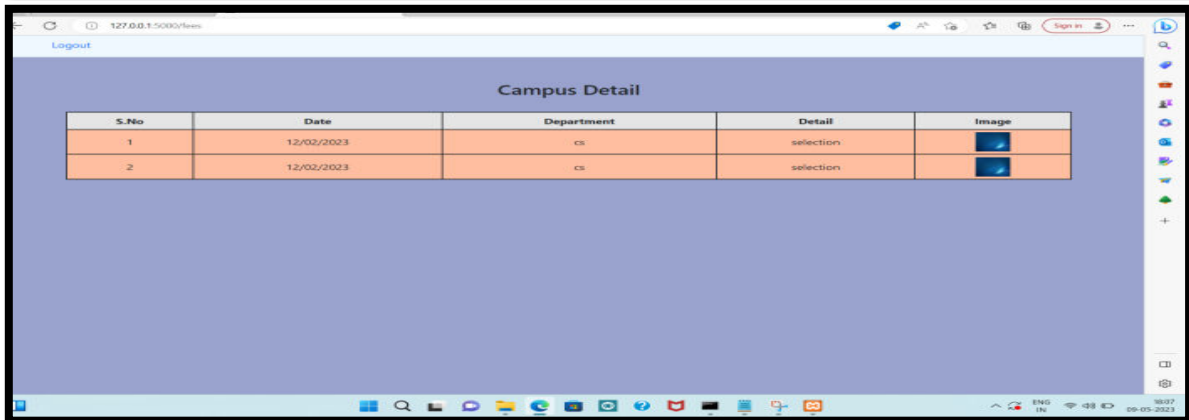 127.0.0.1:5000/fees
Sign in
Logout
Campus Detail
S.No Date Department Detail Image
1 12/02/2023 cs selection
2 12/02/2023 cs selection
ENG 16:07
IN 09-05-2023